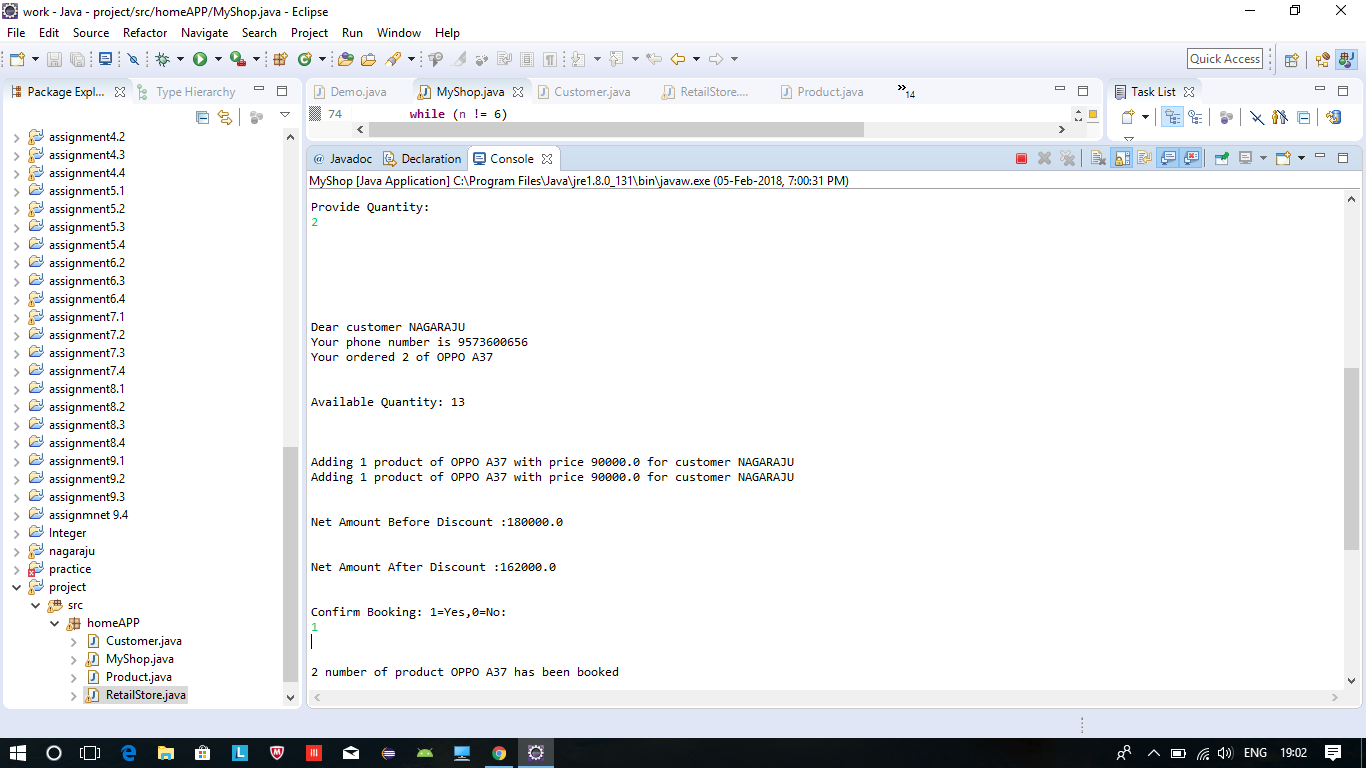 work - Java - project/src/homeAPP/MyShop.java - Eclipse
File Edit Source Refactor Navigate Search Project Run Window Help
Quick Access
Package Expl...
Type Hierarchy
Demo.java
MyShop.java
Customer.java
RetailStore....
Product.java
»14
Task List
74 while (n != 6)
assignment4.2
assignment4.3
assignment4.4
assignment5.1
assignment5.2
assignment5.3
assignment5.4
assignment6.2
assignment6.3
assignment6.4
assignment7.1
assignment7.2
assignment7.3
assignment7.4
assignment8.1
assignment8.2
assignment8.3
assignment8.4
assignment9.1
assignment9.2
assignment9.3
assignmnet 9.4
Integer
nagaraju
practice
project
src
homeAPP
Customer.java
MyShop.java
Product.java
RetailStore.java
@ Javadoc Declaration Console
MyShop [Java Application] C:\Program Files\Java\jre1.8.0_131\bin\javaw.exe (05-Feb-2018, 7:00:31 PM)
Provide Quantity:
2
Dear customer NAGARAJU
Your phone number is 9573600656
Your ordered 2 of OPPO A37
Available Quantity: 13
Adding 1 product of OPPO A37 with price 90000.0 for customer NAGARAJU
Adding 1 product of OPPO A37 with price 90000.0 for customer NAGARAJU
Net Amount Before Discount :180000.0
Net Amount After Discount :162000.0
Confirm Booking: 1=Yes,0=No:
1
2 number of product OPPO A37 has been booked
ENG 19:02